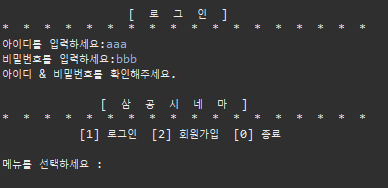 [ 로 그 인 ]
* * * * * * * * * * * * * * * * * *
아이디를 입력하세요:aaa
비밀번호를 입력하세요:bbb
아이디 & 비밀번호를 확인해주세요.
[ 삼 공 시 네 마 ]
* * * * * * * * * * * * * * * * * *
[1] 로그인 [2] 회원가입 [0] 종료
메뉴를 선택하세요 :